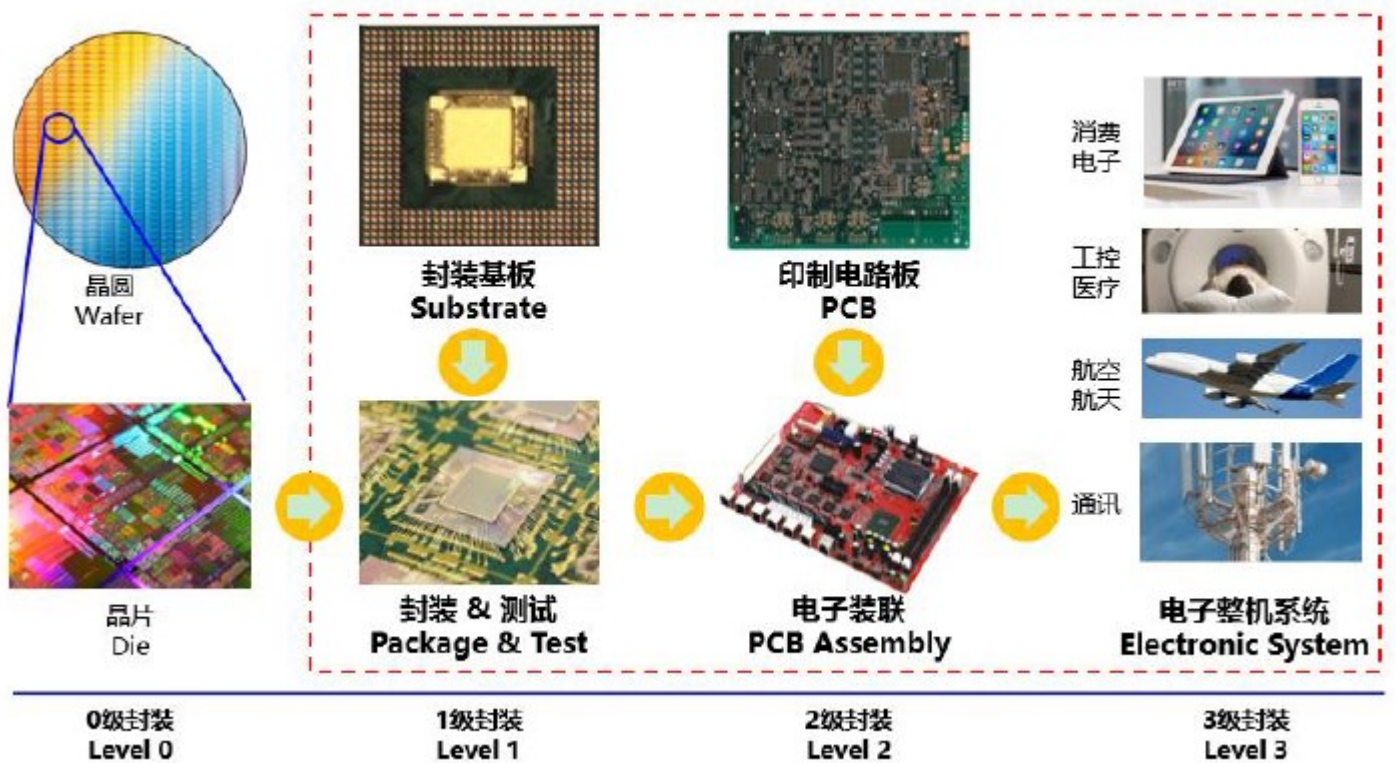 晶圆
Wafer
晶片
Die
封装基板
Substrate
封装 & 测试
Package & Test
印制电路板
PCB
电子装联
PCB Assembly
消费
电子
工控
医疗
航空
航天
通讯
电子整机系统
Electronic System
0级封装
Level 0
1级封装
Level 1
2级封装
Level 2
3级封装
Level 3